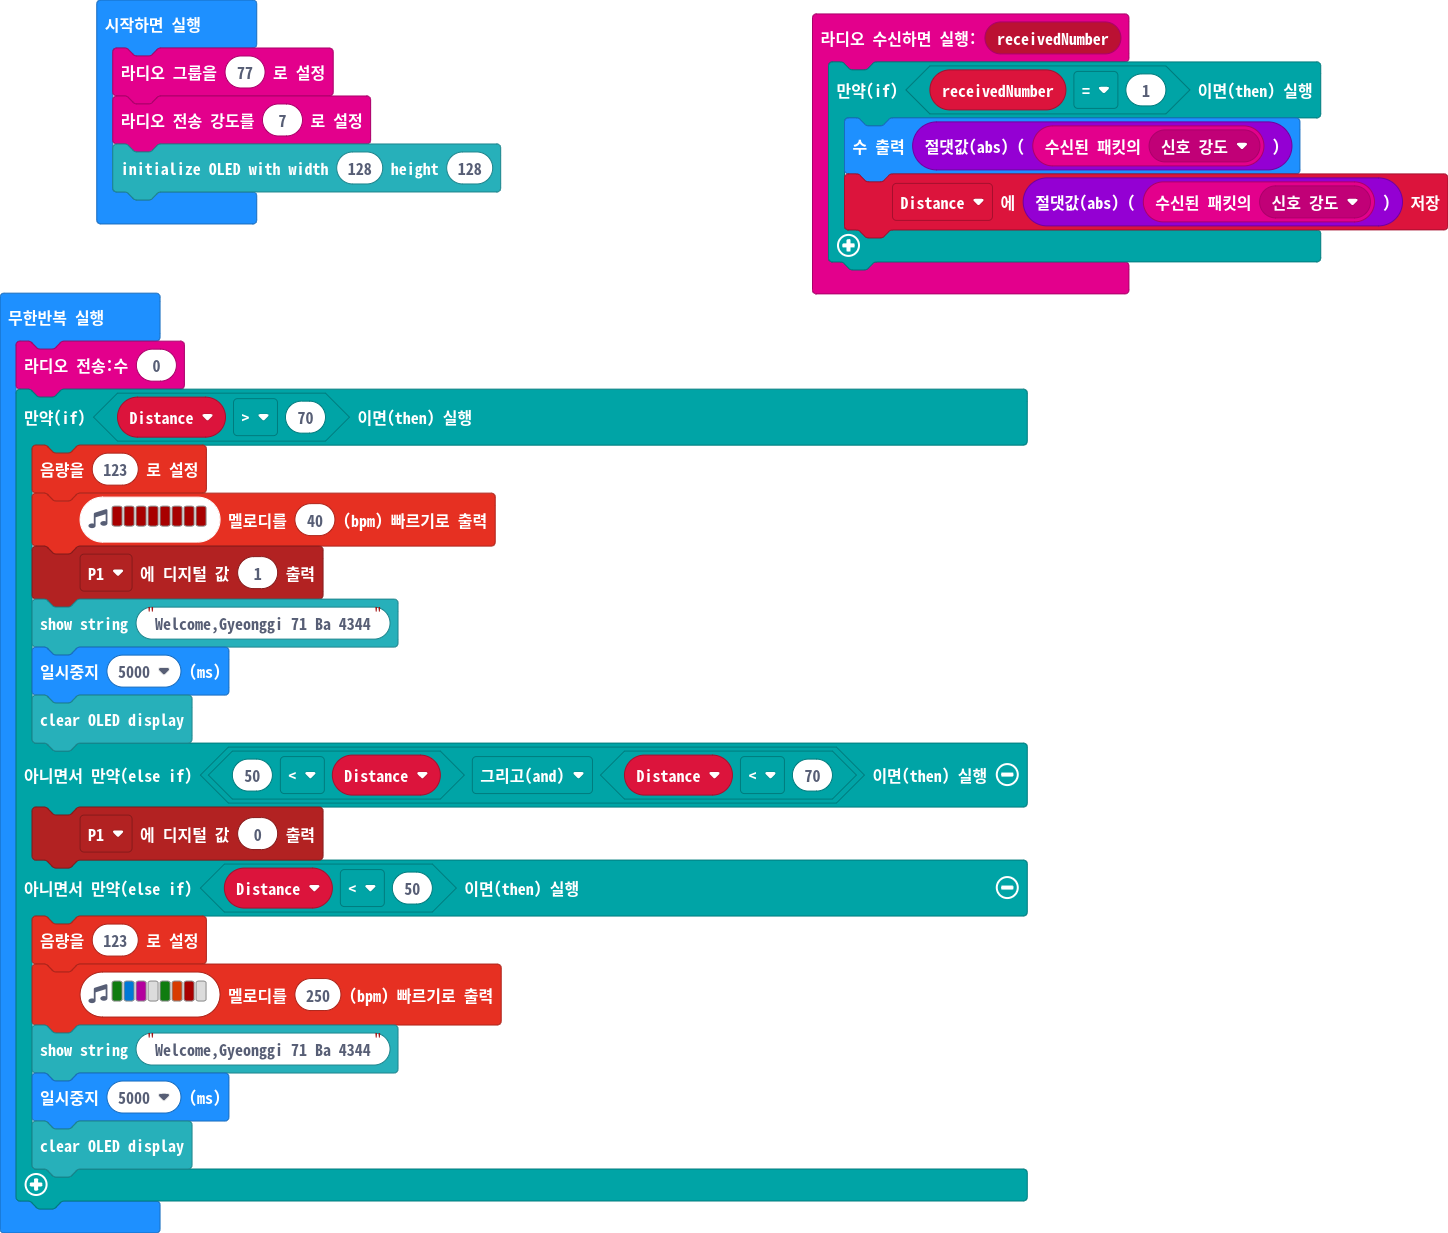 시작하면 실행
라디오 그룹을 77 로 설정
라디오 전송 강도를 7 로 설정
initialize OLED with width 128 height 128
라디오 수신하면 실행: receivedNumber
만약(if) receivedNumber = 1 이면(then) 실행
수 출력 절댓값(abs) ( 수신된 패킷의 신호 강도 )
Distance 에 절댓값(abs) ( 수신된 패킷의 신호 강도 ) 저장
무한반복 실행
라디오 전송:수 0
만약(if) Distance > 70 이면(then) 실행
음량을 123 로 설정
멜로디를 40 (bpm) 빠르기로 출력
P1 에 디지털 값 1 출력
show string "Welcome,Gyeonggi 71 Ba 4344"
일시중지 5000 (ms)
clear OLED display
아니면서 만약(else if) 50 < Distance 그리고(and) Distance < 70 이면(then) 실행
P1 에 디지털 값 0 출력
아니면서 만약(else if) Distance < 50 이면(then) 실행
음량을 123 로 설정
멜로디를 250 (bpm) 빠르기로 출력
show string "Welcome,Gyeonggi 71 Ba 4344"
일시중지 5000 (ms)
clear OLED display